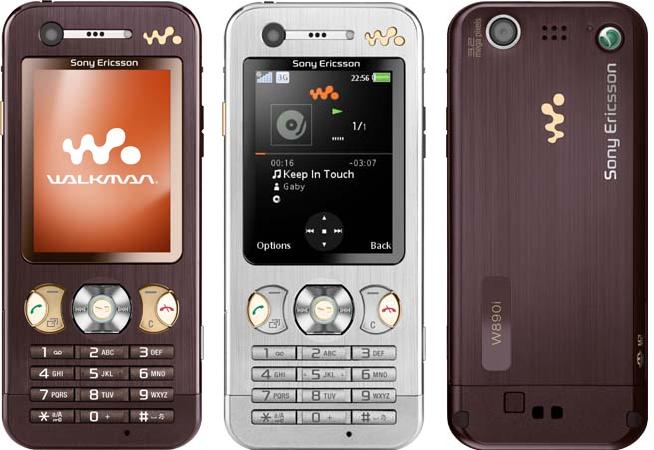 Sony Ericsson
WALKMAN
1 2 ABC 3 DEF
4 GHI 5 JKL 6 MNO
7 PQRS 8 TUV 9 WXYZ
* a/A 0 + #
C
Sony Ericsson
3G 22:56
1/1
00:16 -03:07
Keep In Touch
Gaby
Options Back
C
1 2 ABC 3 DEF
4 GHI 5 JKL 6 MNO
7 PQRS 8 TUV 9 WXYZ
* a/A 0 + #
3.2
mega pixels
Sony Ericsson
W890i